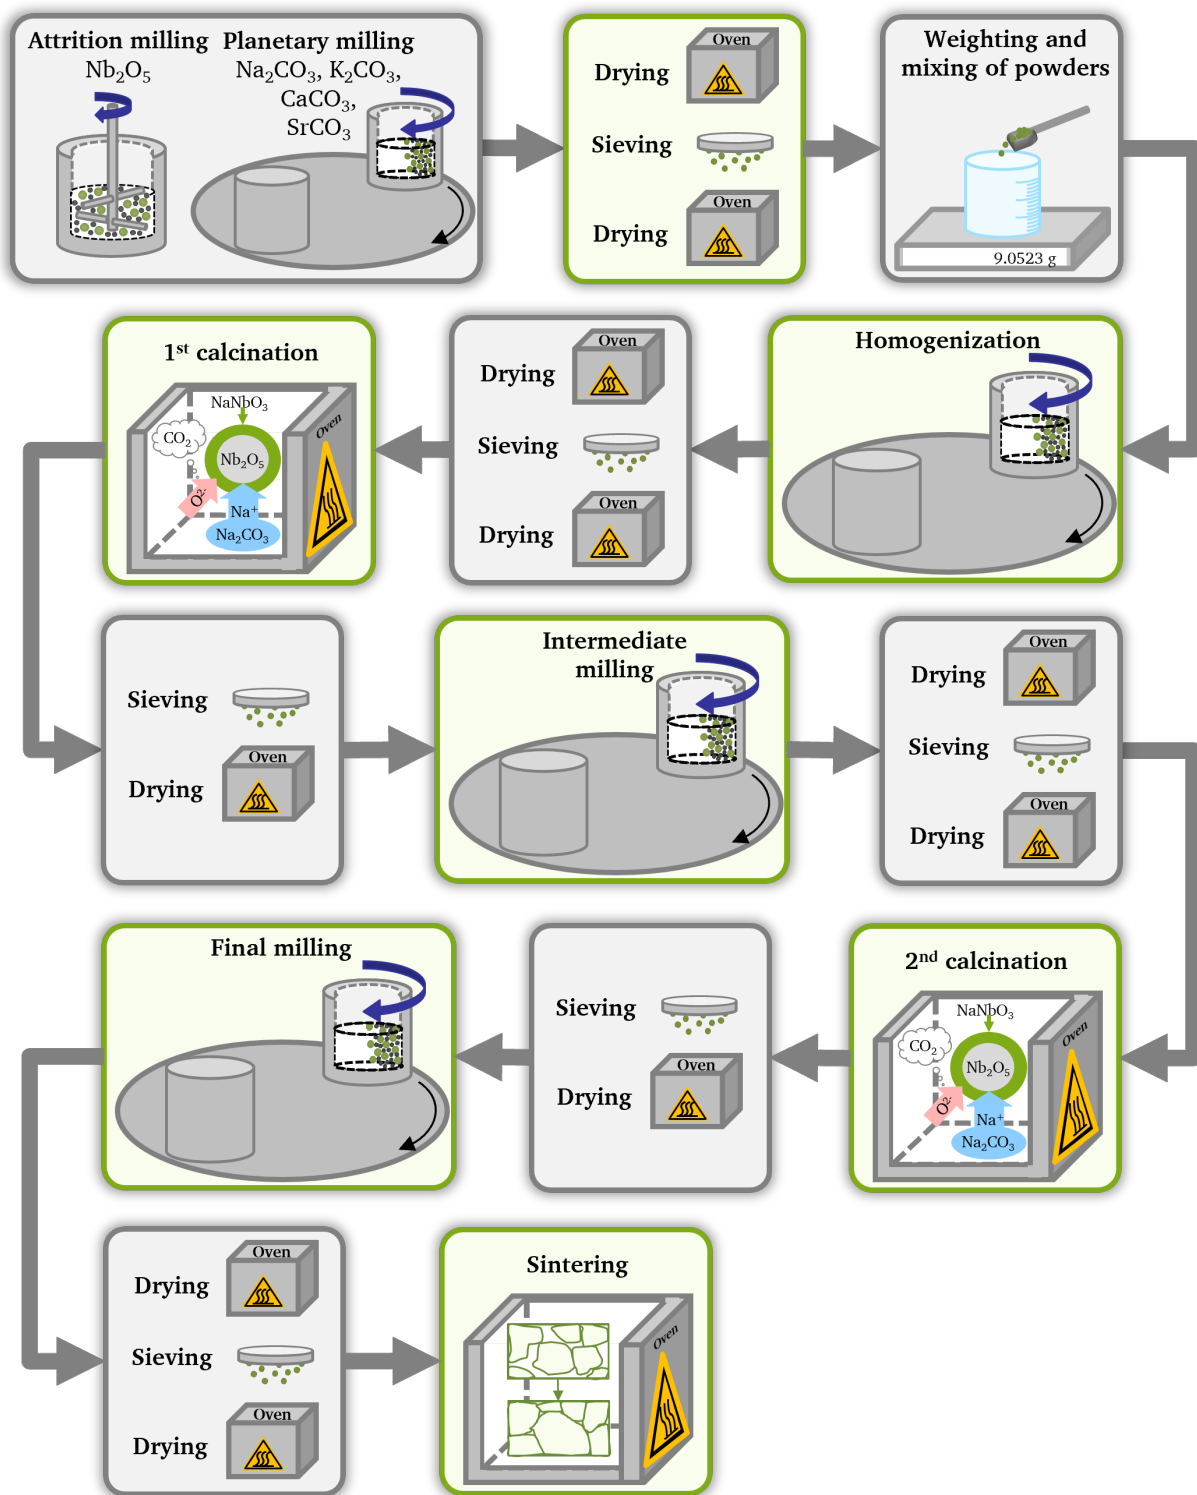 Attrition milling
Nb₂O₅
Planetary milling
Na₂CO₃, K₂CO₃,
CaCO₃,
SrCO₃
Oven
Drying
Sieving
Oven
Drying
Weighting and
mixing of powders
9.0523 g
Homogenization
Oven
Drying
Sieving
Oven
Drying
1st calcination
NaNbO₃
CO₂
Nb₂O₅
O²⁻
Na⁺
Na₂CO₃
Oven
Sieving
Oven
Drying
Intermediate
milling
Oven
Drying
Sieving
Oven
Drying
2nd calcination
NaNbO₃
CO₂
Nb₂O₅
O²⁻
Na⁺
Na₂CO₃
Oven
Sieving
Oven
Drying
Final milling
Oven
Drying
Sieving
Oven
Drying
Sintering
Oven